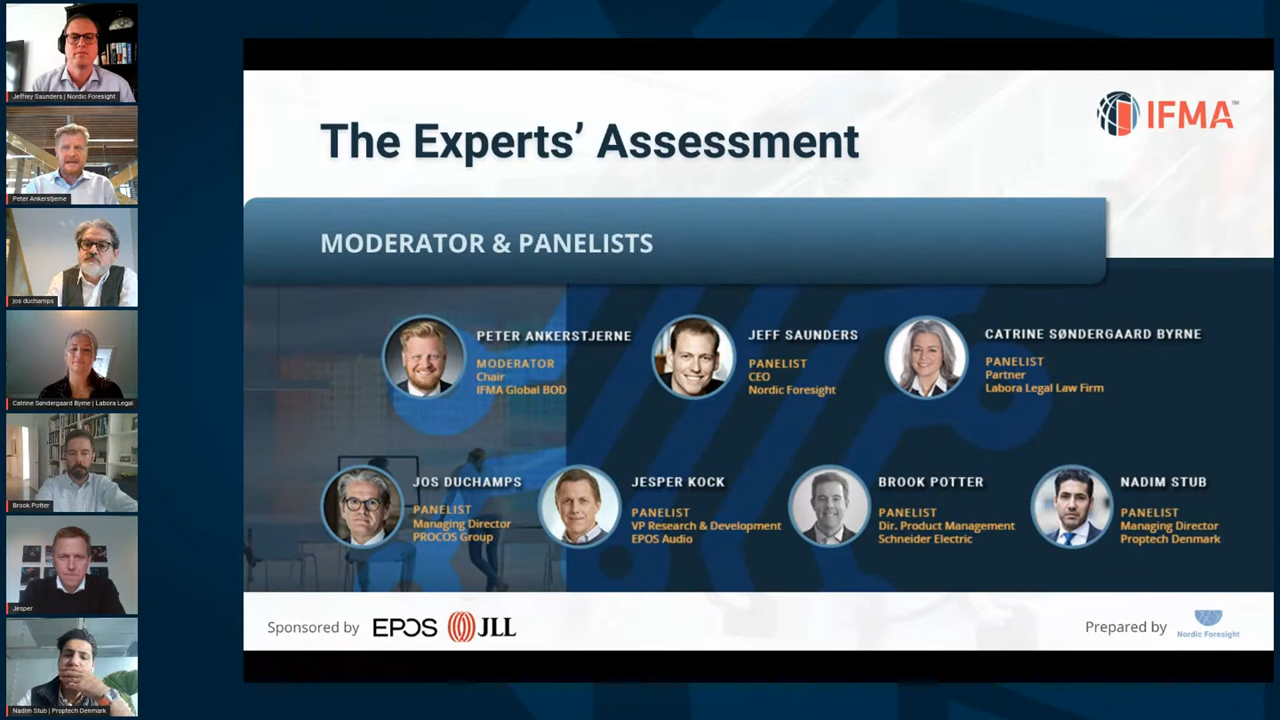 Jeffrey Saunders | Nordic Foresight
Peter Ankerstjerne
jos duchamps
Catrine Søndergaard Byrne | Labora Legal
Brook Potter
Jesper
Nadim Stub | Proptech Denmark
The Experts’ Assessment
IFMA™
MODERATOR & PANELISTS
PETER ANKERSTJERNE
MODERATOR
Chair
IFMA Global BOD
JEFF SAUNDERS
PANELIST
CEO
Nordic Foresight
CATRINE SØNDERGAARD BYRNE
PANELIST
Partner
Labora Legal Law Firm
JOS DUCHAMPS
PANELIST
Managing Director
PROCOS Group
JESPER KOCK
PANELIST
VP Research & Development
EPOS Audio
BROOK POTTER
PANELIST
Dir. Product Management
Schneider Electric
NADIM STUB
PANELIST
Managing Director
Proptech Denmark
Sponsored by EPOS JLL
Prepared by Nordic Foresight